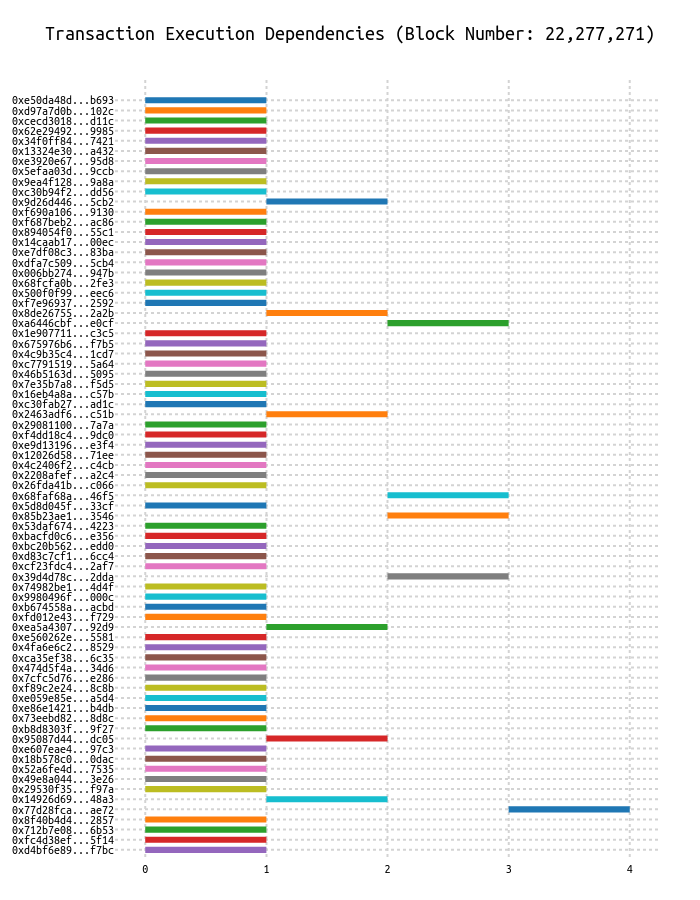 Transaction Execution Dependencies (Block Number: 22,277,271)
0xe50da48d...b693
0xd97a7d0b...102c
0xcecd3018...d11c
0x62e29492...9985
0x34f0ff84...7421
0x13324e30...a432
0xe3920e67...95d8
0x5efaa03d...9ccb
0x9ea4f128...9a8a
0xc30b94f2...dd56
0x9d26d446...5cb2
0xf690a106...9130
0xf687beb2...ac86
0x894054f0...55c1
0x14caab17...00ec
0xe7df08c3...83ba
0xdfa7c509...5cb4
0x006bb274...947b
0x68fcfa0b...2fe3
0x500f0f99...eec6
0xf7e96937...2592
0x8de26755...2a2b
0xa6446cbf...e0cf
0x1e907711...c3c5
0x675976b6...f7b5
0x4c9b35c4...1cd7
0xc7791519...5a64
0x46b5163d...5095
0x7e35b7a8...f5d5
0x16eb4a8a...c57b
0xc30fab27...ad1c
0x2463adf6...c51b
0x29081100...7a7a
0xf4dd18c4...9dc0
0xe9d13196...e3f4
0x12026d58...71ee
0x4c2406f2...c4cb
0x2208afef...a2c4
0x26fda41b...c066
0x68faf68a...46f5
0x5d8d045f...33cf
0x85b23ae1...3546
0x53daf674...4223
0xbacfd0c6...e356
0xbc20b562...edd0
0xd83c7cf1...6cc4
0xcf23fdc4...2af7
0x39d4d78c...2dda
0x74982be1...4d4f
0x9980496f...000c
0xb674558a...acbd
0xfd012e43...f729
0xea5a4307...92d9
0xe560262e...5581
0x4fa6e6c2...8529
0xca35ef38...6c35
0x474d5f4a...34d6
0x7cfc5d76...e286
0xf89c2e24...8c8b
0xe059e85e...a5d4
0xe86e1421...b4db
0x73eebd82...8d8c
0xb8d8303f...9f27
0x95087d44...dc05
0xe607eae4...97c3
0x18b578c0...0dac
0x52a6fe4d...7535
0x49e8a044...3e26
0x29530f35...f97a
0x14926d69...48a3
0x77d28fca...ae72
0x8f40b4d4...2857
0x712b7e08...6b53
0xfc4d38ef...5f14
0xd4bf6e89...f7bc
0 1 2 3 4